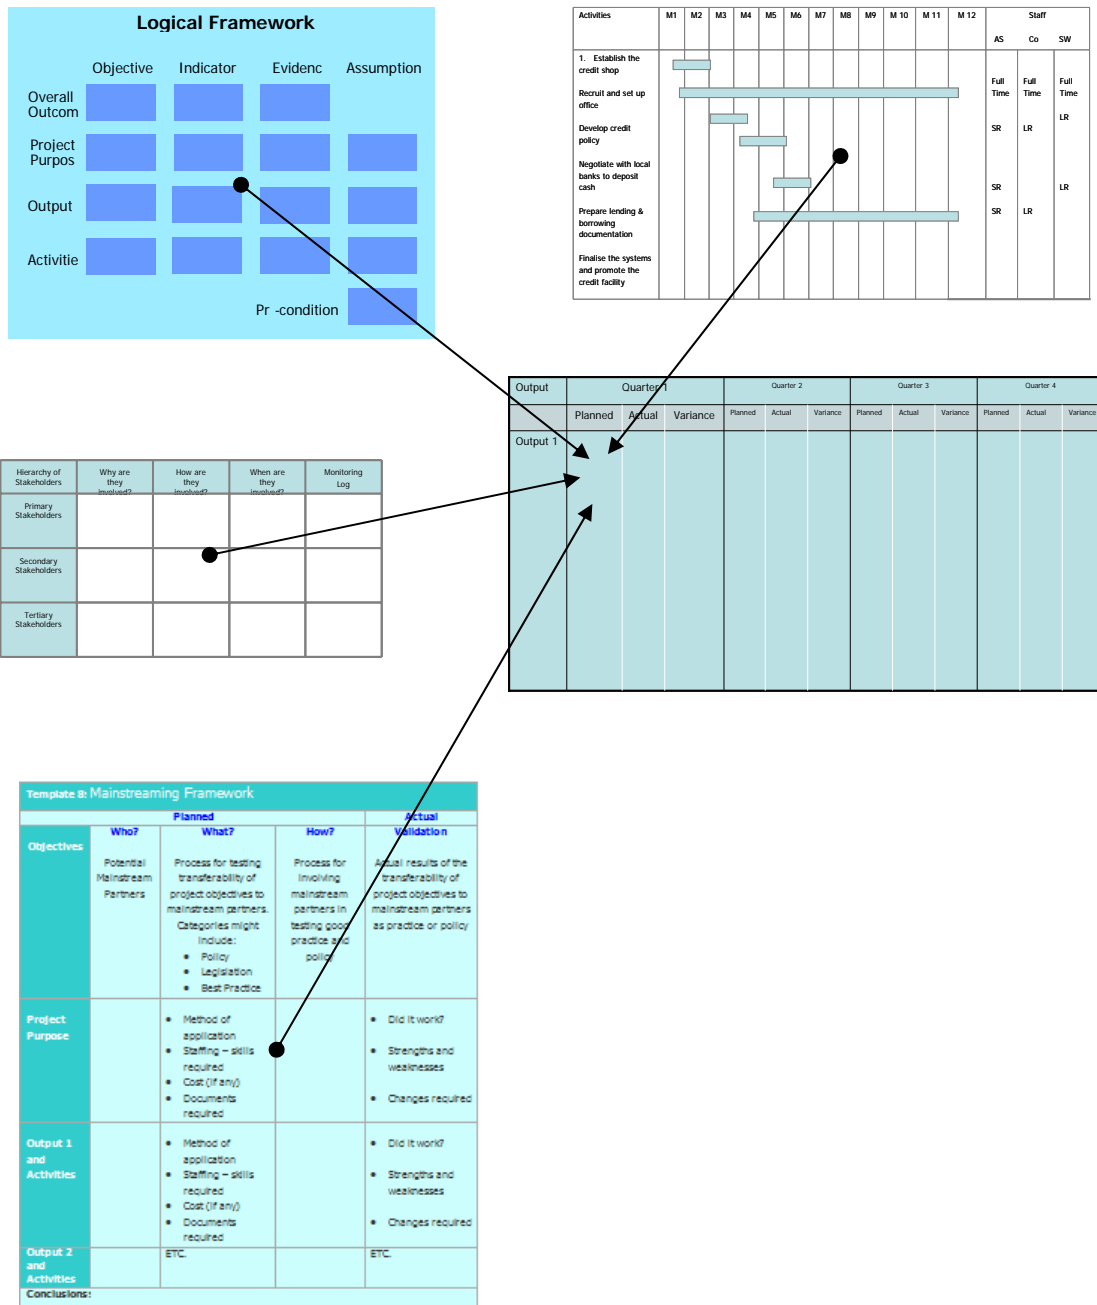 Logical Framework
Objective Indicator Evidenc Assumption
Overall
Outcom
Project
Purpos
Output
Activitie
Pr -condition
Activities M1 M2 M3 M4 M5 M6 M7 M8 M9 M 10 M 11 M 12 Staff
AS Co SW
1. Establish the
credit shop
Full Full Full
Time Time Time
Recruit and set up
office
LR
SR LR
Develop credit
policy
Negotiate with local
banks to deposit
cash
SR LR
SR LR
Prepare lending &
borrowing
documentation
Finalise the systems
and promote the
credit facility
Output Quarter 1 Quarter 2 Quarter 3 Quarter 4
Planned Actual Variance Planned Actual Variance Planned Actual Variance Planned Actual Variance
Output 1
Hierarchy of
Stakeholders
Why are
they
involved?
How are
they
involved?
When are
they
involved?
Monitoring
Log
Primary
Stakeholders
Secondary
Stakeholders
Tertiary
Stakeholders
Template 8: Mainstreaming Framework
Planned Actual
Objectives
Who?
Potential
Mainstream
Partners
What?
Process for testing
transferability of
project objectives to
mainstream partners.
Categories might
include:
• Policy
• Legislation
• Best Practice
How?
Process for
involving
mainstream
partners in
testing good
practice and
policy
Validation
Actual results of the
transferability of
project objectives to
mainstream partners
as practice or policy
Project
Purpose
• Method of
application
• Staffing – skills
required
• Cost (if any)
• Documents
required
• Did it work?
• Strengths and
weaknesses
• Changes required
Output 1
and
Activities
• Method of
application
• Staffing – skills
required
• Cost (if any)
• Documents
required
• Did it work?
• Strengths and
weaknesses
• Changes required
Output 2
and
Activities
ETC.
ETC.
Conclusions: